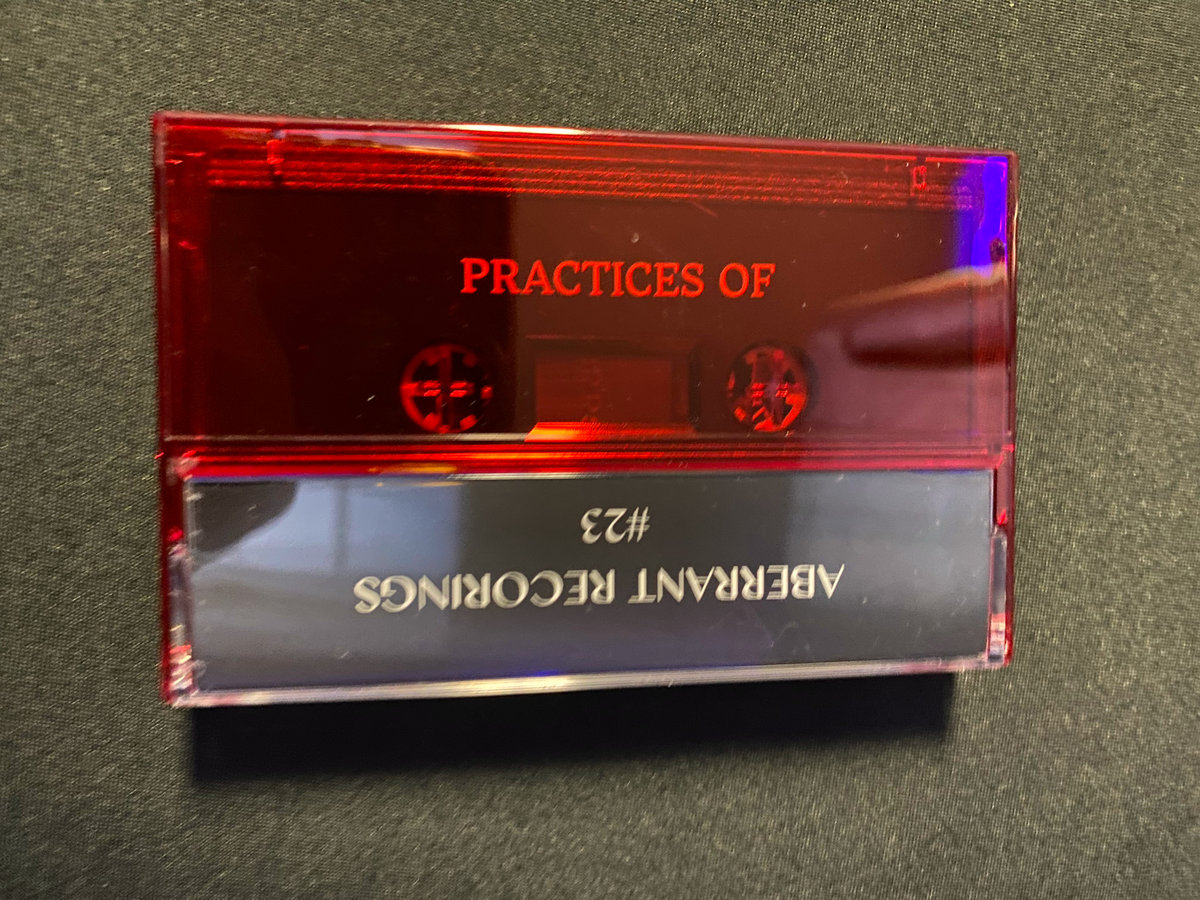 PRACTICES OF
ABERRANT RECORINGS
#23